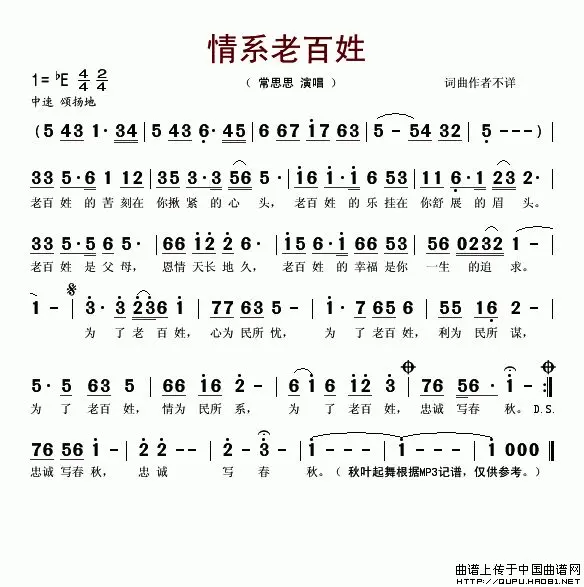 情系老百姓
1=♭E 4/4 2/4
（ 常思思 演唱 ）
词曲作者不详
中速 颂扬地
（5 43 1· 34 | 5 43 6· 45 | 6 67 i7 63 | 5 - 54 32 | 5 - - - ）|
33 5·6 1 12 | 35 3·3 56 1 | i6 i·i 6 53 | 11 6·1 23 2· |
老百 姓 的 苦 刻在 你揪 紧 的 心 头， 老百 姓 的 乐 挂在 你舒 展 的 眉 头。
33 5·5 6 5· | 66 i2 2 6· | i5 6·i 66 53 | 56 0232 1 - |
老百 姓 是 父 母， 恩情 天长 地 久， 老百 姓 的 幸福 是你 一生 的追 求。
1 - | 3· 3 236 1 | 77 63 5 - | 1· 7 65 6 | 55 i6 2 - |
为 了 老 百 姓， 心为 民所 忧， 为 了 老百 姓， 利为 民所 谋，
5· 5 63 5 | 66 i6 2 - | 6 i 6 i2 3 | 76 56· i - :|
为 了 老百 姓， 情为 民所 系， 为 了 老百 姓， 忠诚 写春 秋。 D.S.
76 56 i - | 2 - 2 - | 2 - 3 - | i - - - | i - - - | i 000 ‖
忠诚 写春 秋， 忠 诚 写 春 秋。（ 秋叶起舞根据MP3记谱，仅供参考。）
曲谱上传于中国曲谱网
http://QUPU.HAO81.NET